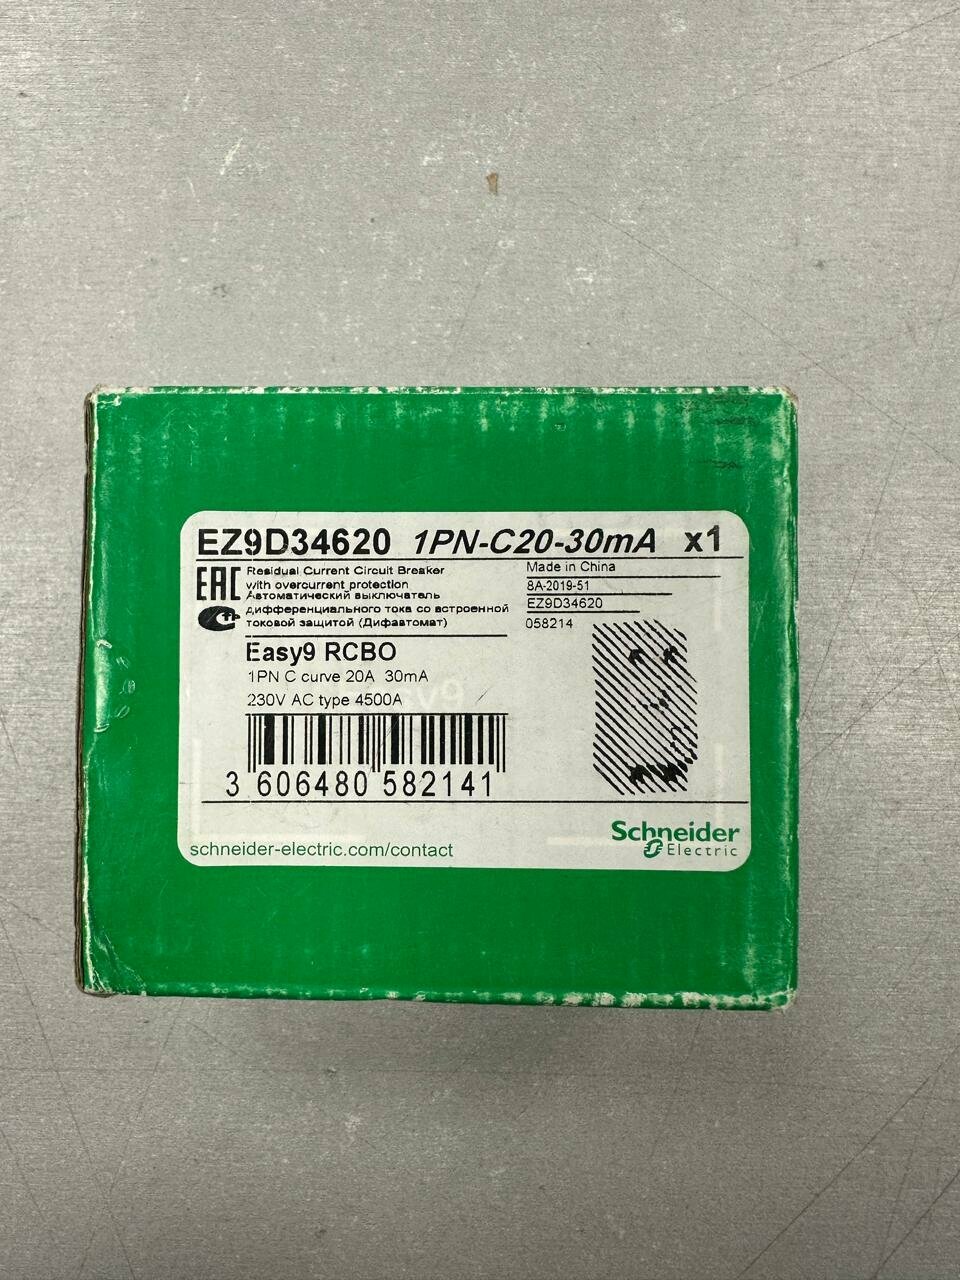 EZ9D34620 1PN-C20-30mA x1
EAC
Residual Current Circuit Breaker
with overcurrent protection
Автоматический выключатель
дифференциального тока со встроенной
токовой защитой (Дифавтомат)
Made in China
8A-2019-51
EZ9D34620
058214
Easy9 RCBO
1PN C curve 20A 30mA
230V AC type 4500A
3 606480 582141
schneider-electric.com/contact
Schneider
Electric